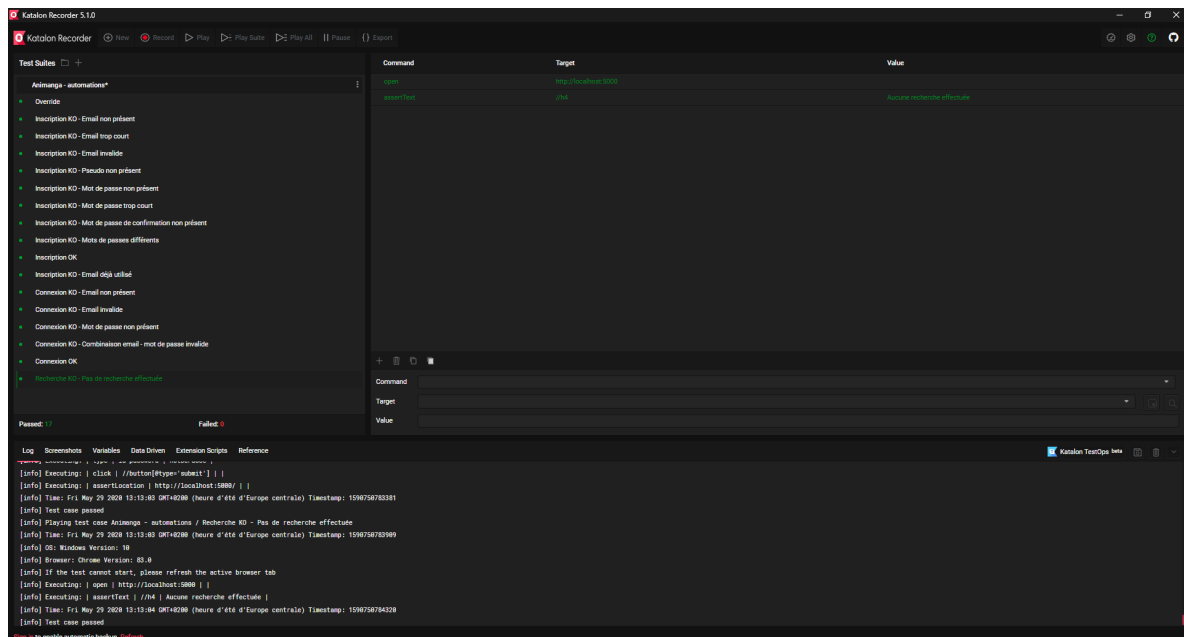 Katalon Recorder 5.1.0
Katalon Recorder New Record Play Play Suite Play All Pause Export
Test Suites
Animanga - automations*
Override
Inscription KO - Email non présent
Inscription KO - Email trop court
Inscription KO - Email invalide
Inscription KO - Pseudo non présent
Inscription KO - Mot de passe non présent
Inscription KO - Mot de passe trop court
Inscription KO - Mot de passe de confirmation non présent
Inscription KO - Mots de passes différents
Inscription OK
Inscription KO - Email déjà utilisé
Connexion KO - Email non présent
Connexion KO - Email invalide
Connexion KO - Mot de passe non présent
Connexion KO - Combinaison email - mot de passe invalide
Connexion OK
Recherche KO - Pas de recherche effectuée
Passed: 17 Failed: 0
Command Target Value
open http://localhost:5000
assertText //h4 Aucune recherche effectuée
Command
Target
Value
Log Screenshots Variables Data Driven Extension Scripts Reference Katalon TestOps beta
[info] Executing: | click | //button[@type='submit'] | |
[info] Executing: | assertLocation | http://localhost:5000/ | |
[info] Time: Fri May 29 2020 13:13:03 GMT+0200 (heure d'été d'Europe centrale) Timestamp: 1590750783381
[info] Test case passed
[info] Playing test case Animanga - automations / Recherche KO - Pas de recherche effectuée
[info] Time: Fri May 29 2020 13:13:03 GMT+0200 (heure d'été d'Europe centrale) Timestamp: 1590750783909
[info] OS: Windows Version: 10
[info] Browser: Chrome Version: 83.0
[info] If the test cannot start, please refresh the active browser tab
[info] Executing: | open | http://localhost:5000 | |
[info] Executing: | assertText | //h4 | Aucune recherche effectuée |
[info] Time: Fri May 29 2020 13:13:04 GMT+0200 (heure d'été d'Europe centrale) Timestamp: 1590750784320
[info] Test case passed
to enable automatic backup. Refresh